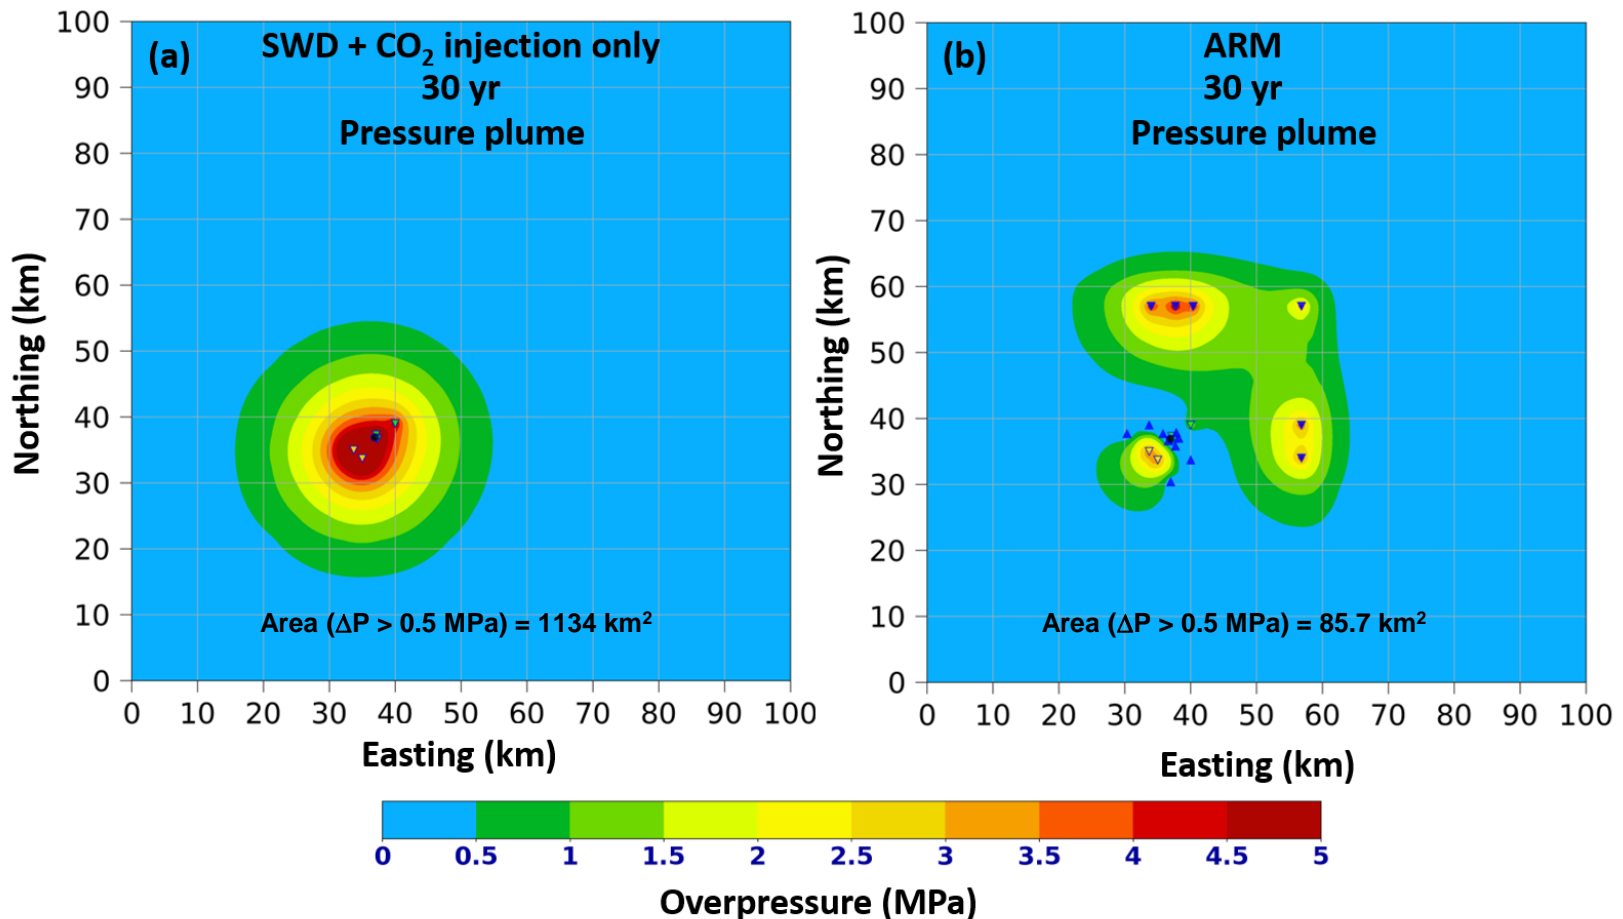 (a)
SWD + CO₂ injection only
30 yr
Pressure plume
100
90
80
70
60
50
40
30
20
10
0
Northing (km)
Area (ΔP > 0.5 MPa) = 1134 km²
0 10 20 30 40 50 60 70 80 90 100
Easting (km)
(b)
ARM
30 yr
Pressure plume
100
90
80
70
60
50
40
30
20
10
0
Northing (km)
Area (ΔP > 0.5 MPa) = 85.7 km²
0 10 20 30 40 50 60 70 80 90 100
Easting (km)
0 0.5 1 1.5 2 2.5 3 3.5 4 4.5 5
Overpressure (MPa)